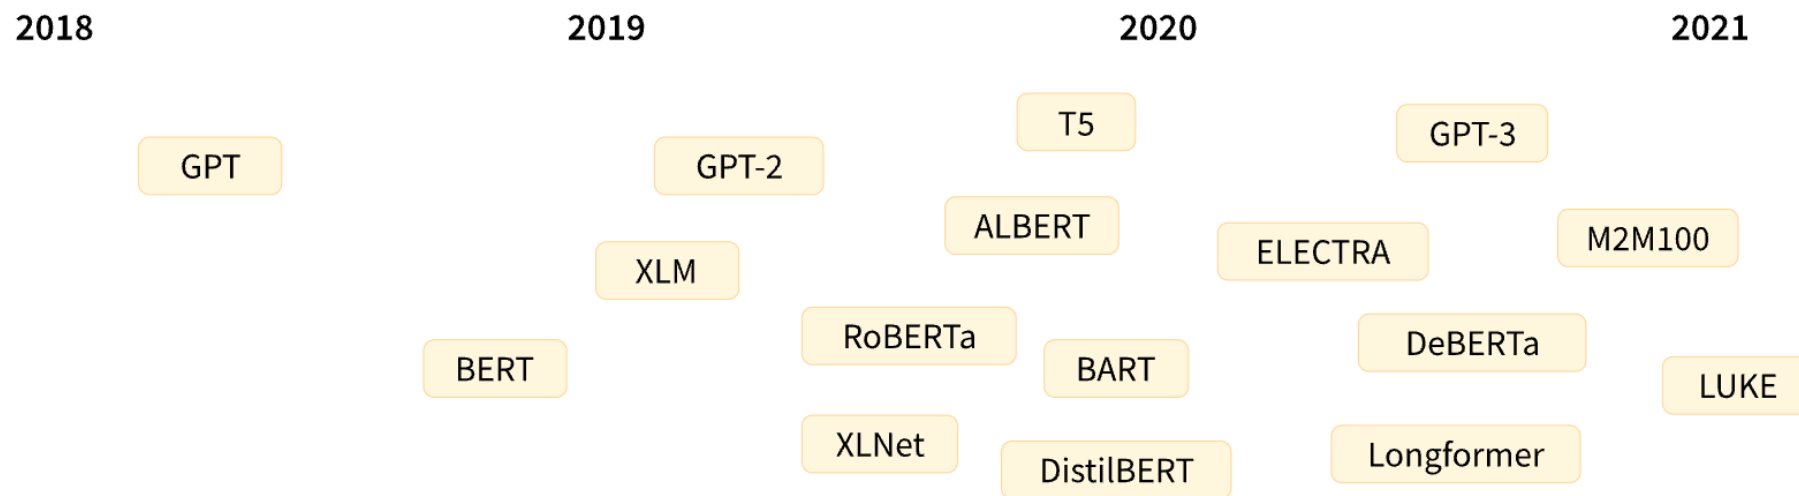 2018 2019 2020 2021
T5
GPT-3
GPT
GPT-2
ALBERT
M2M100
ELECTRA
XLM
RoBERTa
DeBERTa
BERT
BART
LUKE
XLNet
Longformer
DistilBERT